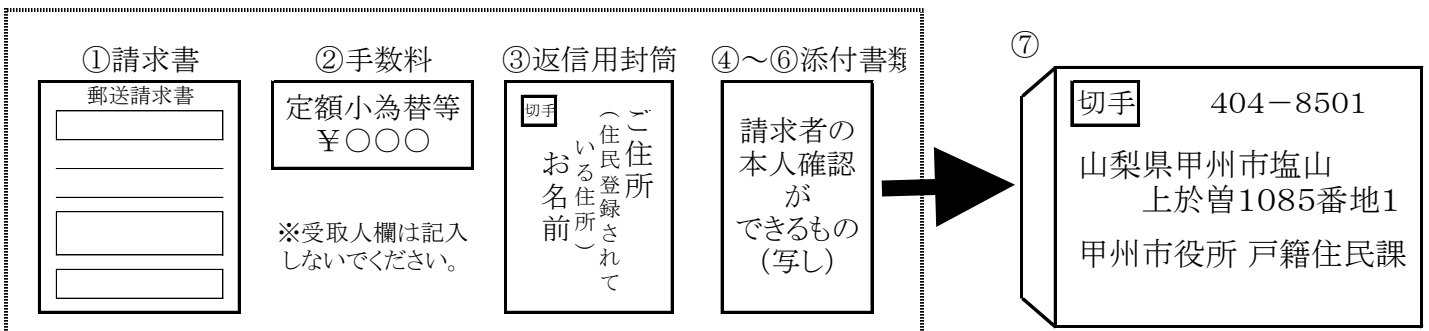 ①請求書
郵送請求書
②手数料
定額小為替等
￥○○○
※受取人欄は記入
しないでください。
③返信用封筒
切手
ご住所
（住民登録されて
いる住所）
お名前
④～⑥添付書類
請求者の
本人確認
が
できるもの
（写し）
⑦
切手
404－8501
山梨県甲州市塩山
上於曽1085番地1
甲州市役所 戸籍住民課